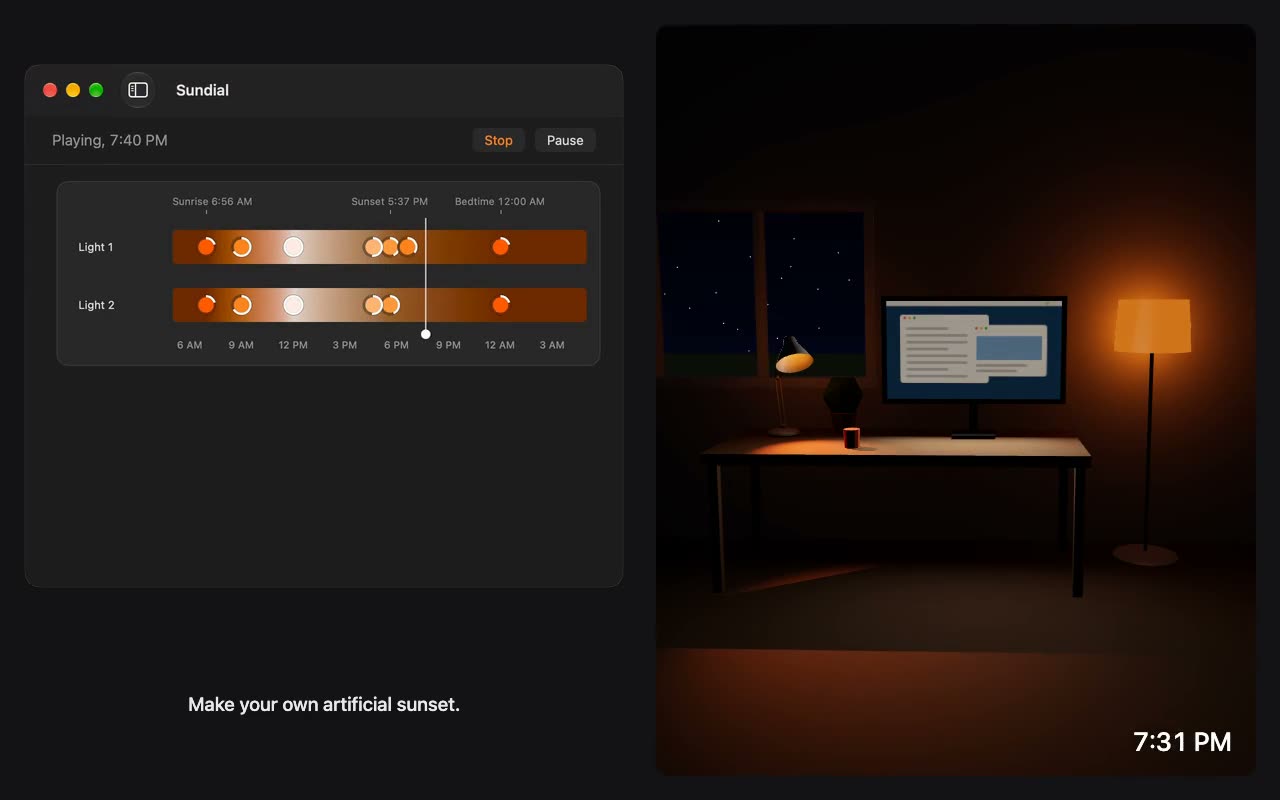 Sundial
Playing, 7:40 PM
Stop
Pause
Sunrise 6:56 AM
Sunset 5:37 PM
Bedtime 12:00 AM
Light 1
Light 2
6 AM
9 AM
12 PM
3 PM
6 PM
9 PM
12 AM
3 AM
Make your own artificial sunset.
7:31 PM